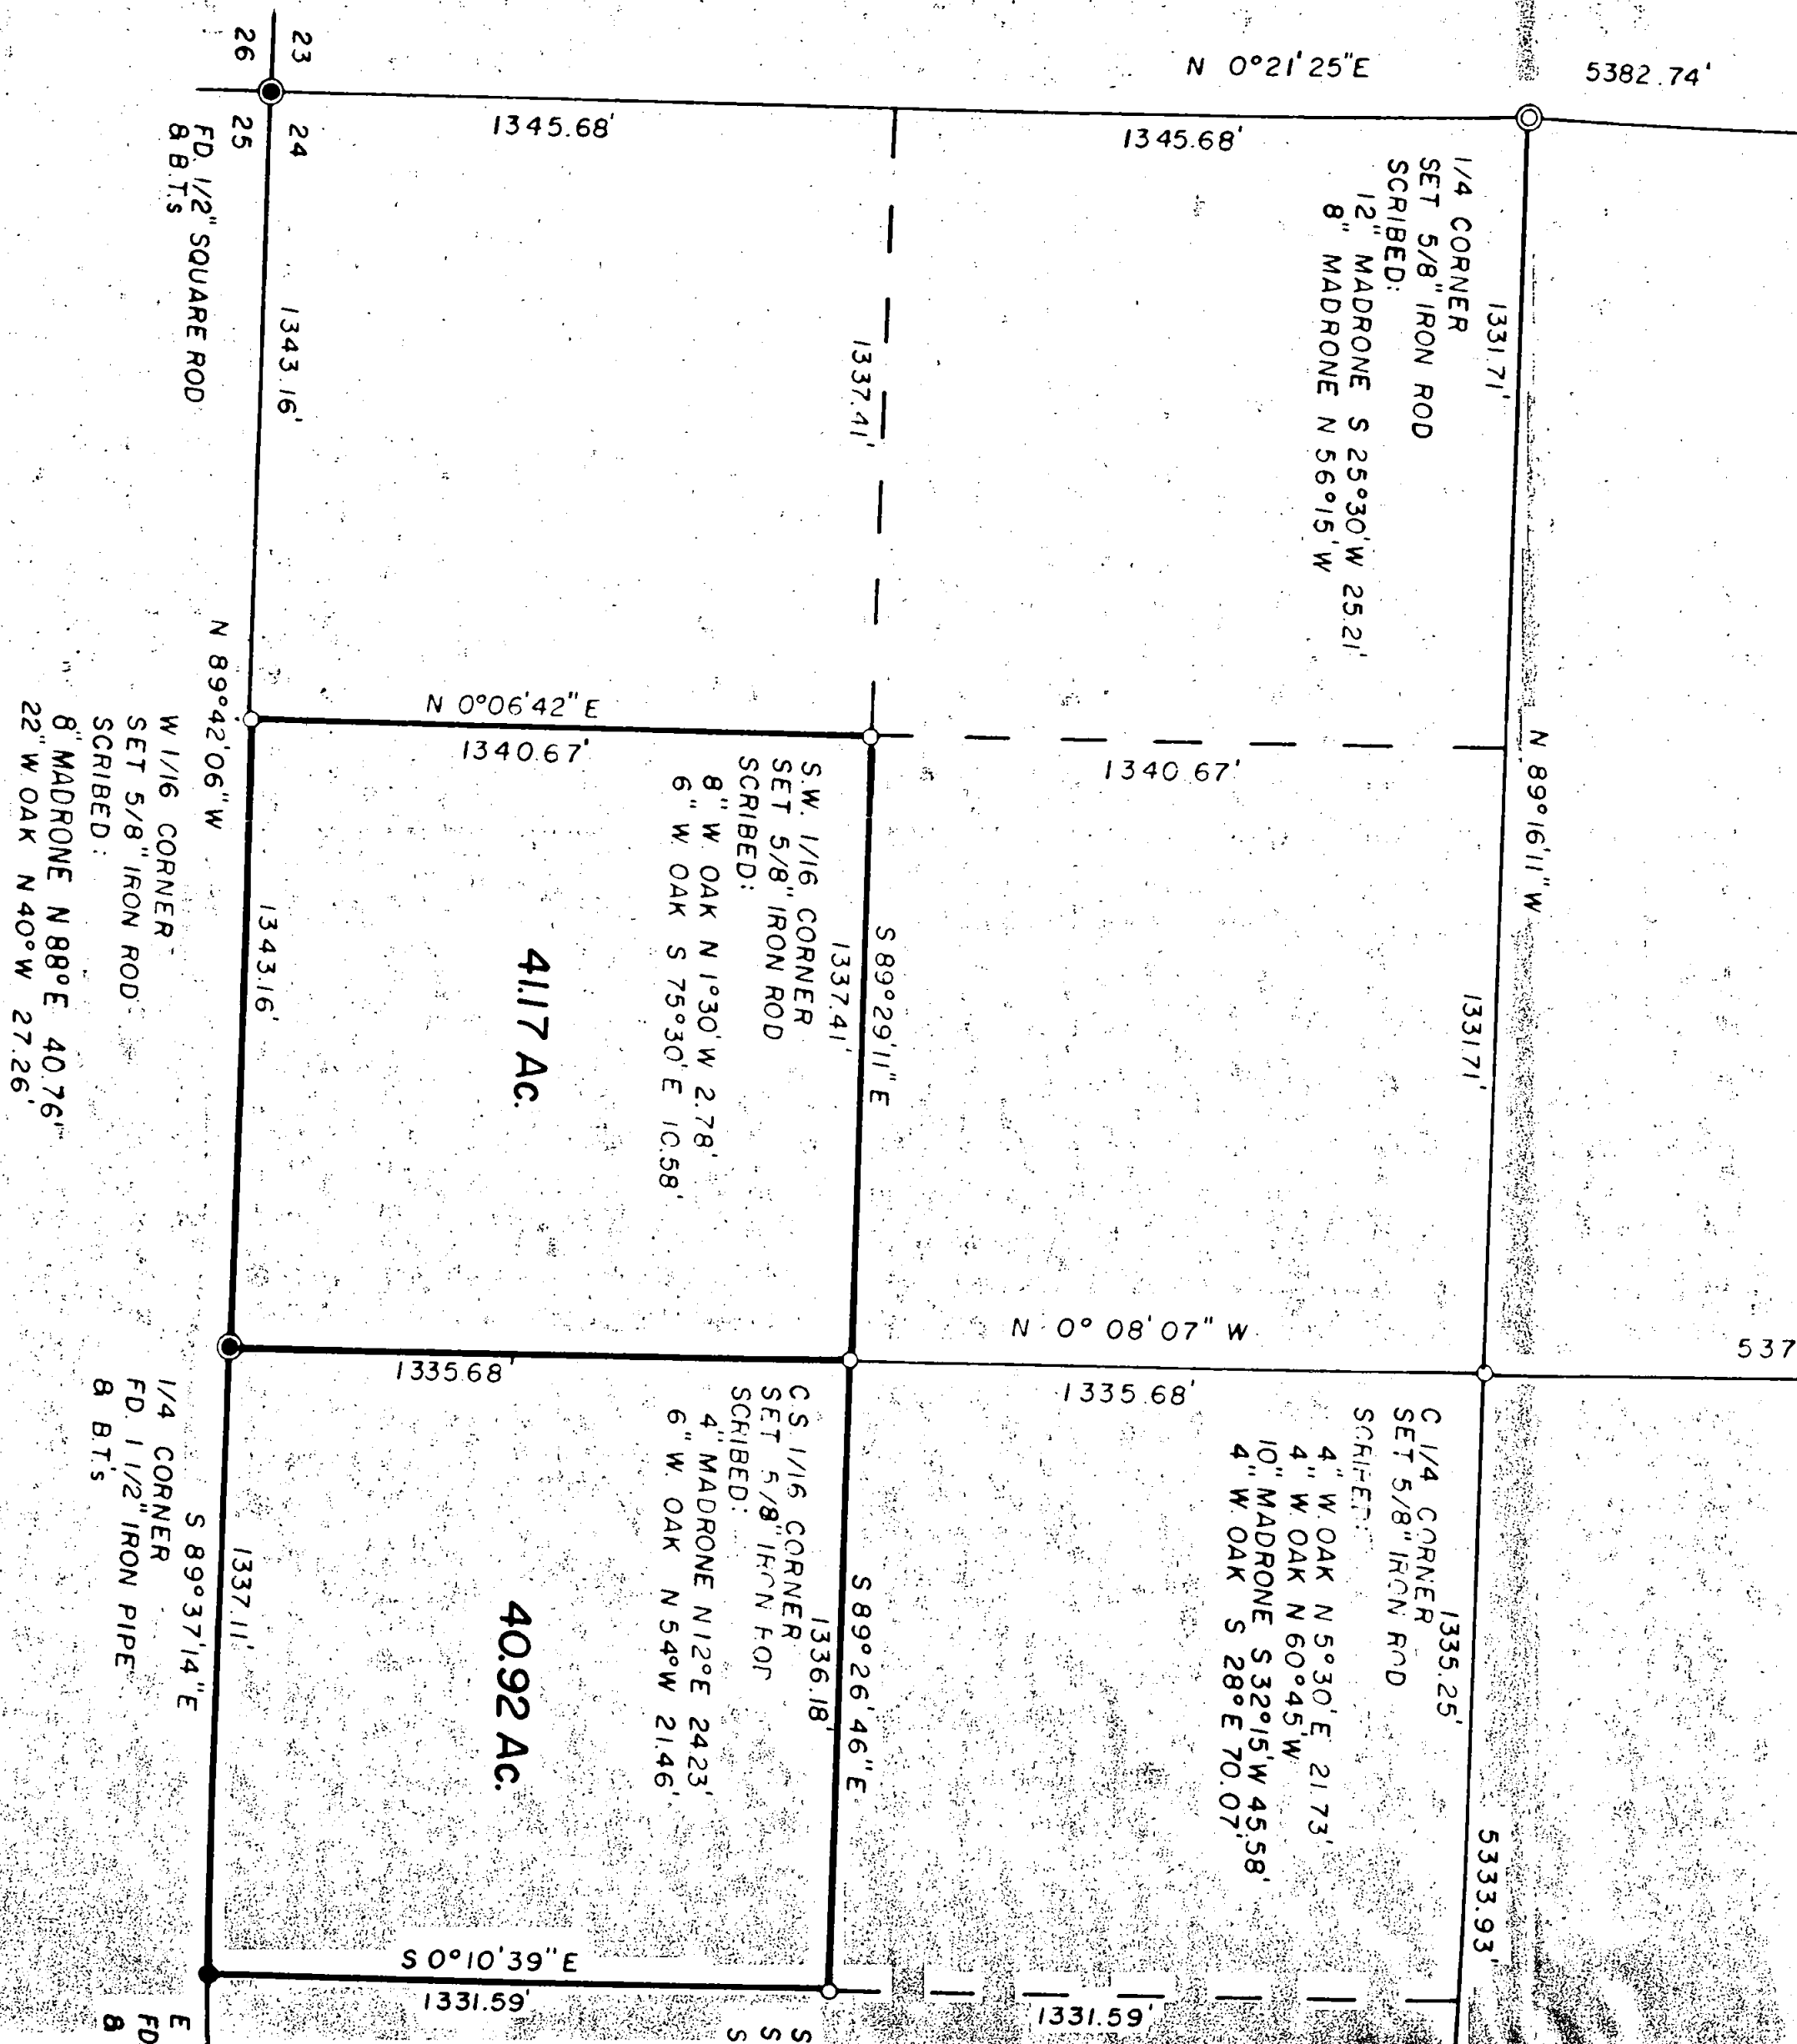 N 0°21'25"E
5382.74'
23
26
24
25
1345.68'
1345.68'
FD. 1/2" SQUARE ROD
8 B.T.s
1343.16'
1337.41'
1/4 CORNER
SET 5/8" IRON ROD
SCRIBED:
12" MADRONE S 25°30'W 25.21'
8" MADRONE N 56°15'W
1331.71'
N 89°42'06"W
N 0°06'42"E
1340.67'
1340.67'
N 89°16'11"W
W 1/16 CORNER
SET 5/8" IRON ROD
SCRIBED:
8" MADRONE N 88°E 40.76'
22" W. OAK N 40°W 27.26'
1343.16'
41.17 Ac.
S.W. 1/16 CORNER
SET 5/8" IRON ROD
SCRIBED:
8" W. OAK N 1°30'W 2.78'
6" W. OAK S 75°30'E 10.58'
1337.41'
S 89°29'11"E
1331.71'
N 0°08'07"W
537
1335.68'
1335.68'
1/4 CORNER
FD. 1 1/2" IRON PIPE
8 B.T.s
S 89°37'14"E
1337.11'
40.92 Ac.
C.S. 1/16 CORNER
SET 5/8" IRON
SCRIBED:
4" MADRONE N 12°E 24.23'
6" W. OAK N 54°W 21.46'
1336.18'
S 89°26'46"E
C 1/4 CORNER
SET 5/8" IRON ROD
4" W. OAK N 5°30'E 21.73'
4" W. OAK N 60°45'W
10" MADRONE S 32°15'W 45.58'
4" W. OAK S 28°E 70.07'
1335.25'
5333.93'
S 0°10'39"E
1331.59'
1331.59'
E
FD
8
S
S
S